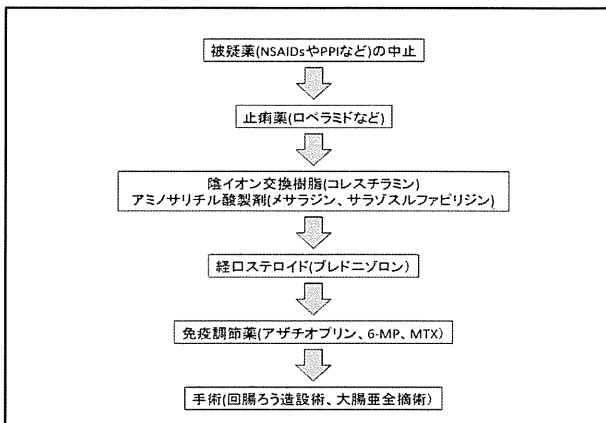 被疑薬(NSAIDsやPPIなど)の中止
止痢薬(ロペラミドなど)
陰イオン交換樹脂(コレスチラミン)
アミノサリチル酸製剤(メサラジン、サラゾスルファピリジン)
経口ステロイド(プレドニゾロン)
免疫調節薬(アザチオプリン、6-MP、MTX)
手術(回腸ろう造設術、大腸亜全摘術)